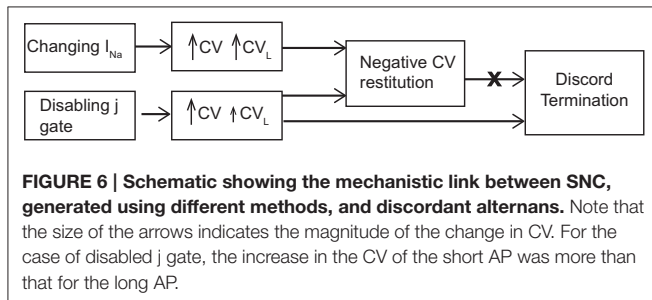 Changing I_Na
↑CV ↑CV_L
Negative CV
restitution
x
Discord
Termination
Disabling j
gate
↑CV ↑CV_L
FIGURE 6 | Schematic showing the mechanistic link between SNC,
generated using different methods, and discordant alternans. Note that
the size of the arrows indicates the magnitude of the change in CV. For the
case of disabled j gate, the increase in the CV of the short AP was more than
that for the long AP.